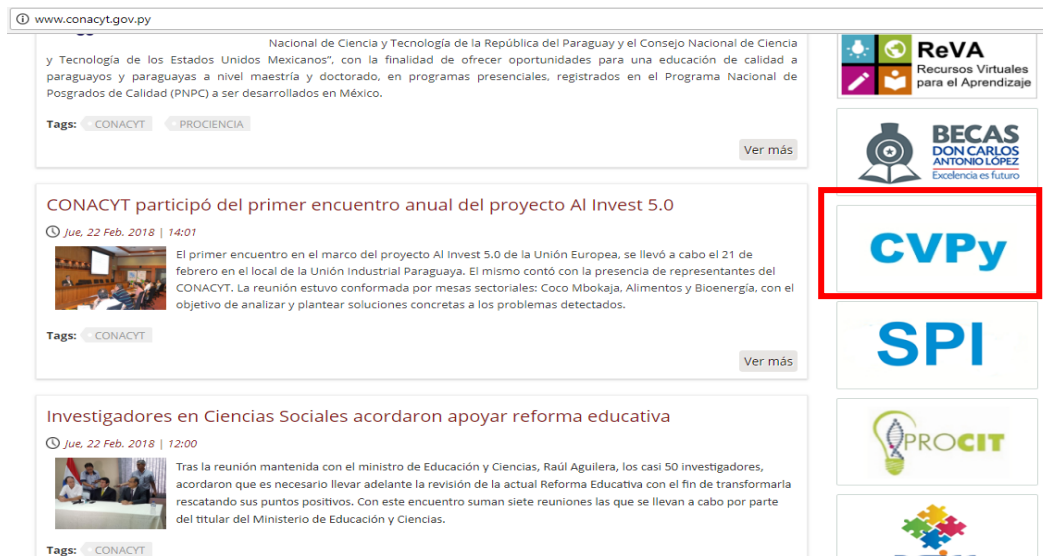 www.conacyt.gov.py
Nacional de Ciencia y Tecnología de la República del Paraguay y el Consejo Nacional de Ciencia
y Tecnología de los Estados Unidos Mexicanos", con la finalidad de ofrecer oportunidades para una educación de calidad a
paraguayos y paraguayas a nivel maestría y doctorado, en programas presenciales, registrados en el Programa Nacional de
Posgrados de Calidad (PNPC) a ser desarrollados en México.
Tags: CONACYT PROCIENCIA
Ver más
CONACYT participó del primer encuentro anual del proyecto Al Invest 5.0
Jue, 22 Feb. 2018 | 14:01
El primer encuentro en el marco del proyecto Al Invest 5.0 de la Unión Europea, se llevó a cabo el 21 de
febrero en el local de la Unión Industrial Paraguaya. El mismo contó con la presencia de representantes del
CONACYT. La reunión estuvo conformada por mesas sectoriales: Coco Mbokaja, Alimentos y Bioenergía, con el
objetivo de analizar y plantear soluciones concretas a los problemas detectados.
Tags: CONACYT
Ver más
Investigadores en Ciencias Sociales acordaron apoyar reforma educativa
Jue, 22 Feb. 2018 | 12:00
Tras la reunión mantenida con el ministro de Educación y Ciencias, Raúl Aguilera, los casi 50 investigadores,
acordaron que es necesario llevar adelante la revisión de la actual Reforma Educativa con el fin de transformarla
rescatando sus puntos positivos. Con este encuentro suman siete reuniones las que se llevan a cabo por parte
del titular del Ministerio de Educación y Ciencias.
Tags: CONACYT
ReVA
Recursos Virtuales
para el Aprendizaje
BECAS
DON CARLOS
ANTONIO LÓPEZ
Excelencia es futuro
CVPy
SPI
PROCIT